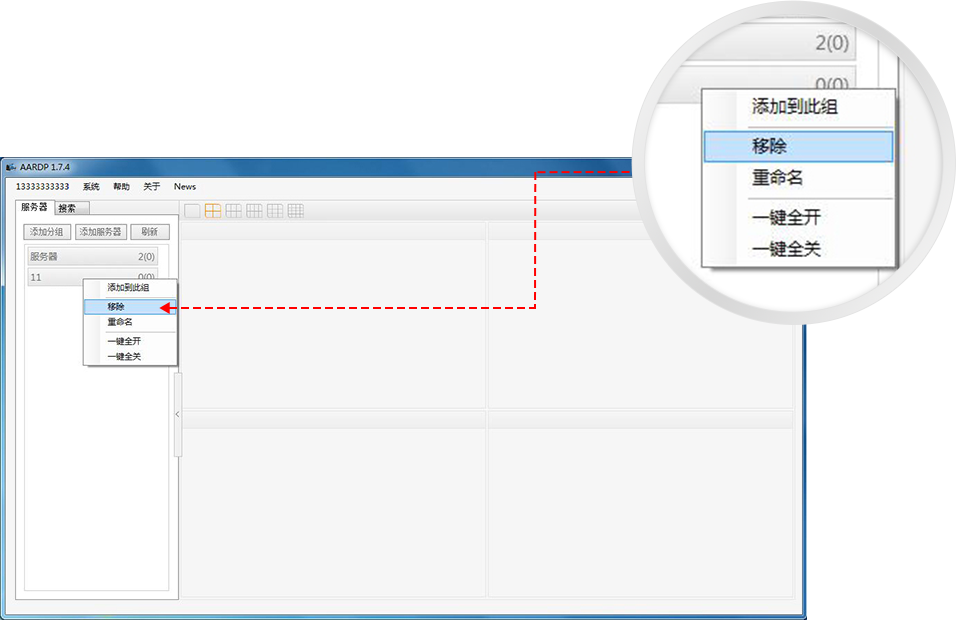 2(0)
0(0)
添加到此组
移除
重命名
一键全开
一键全关
AARDP 1.7.4
13333333333 系统 帮助 关于 News
服务器 搜索
添加分组 添加服务器 刷新
服务器 2(0)
11 0(0)
添加到此组
移除
重命名
一键全开
一键全关